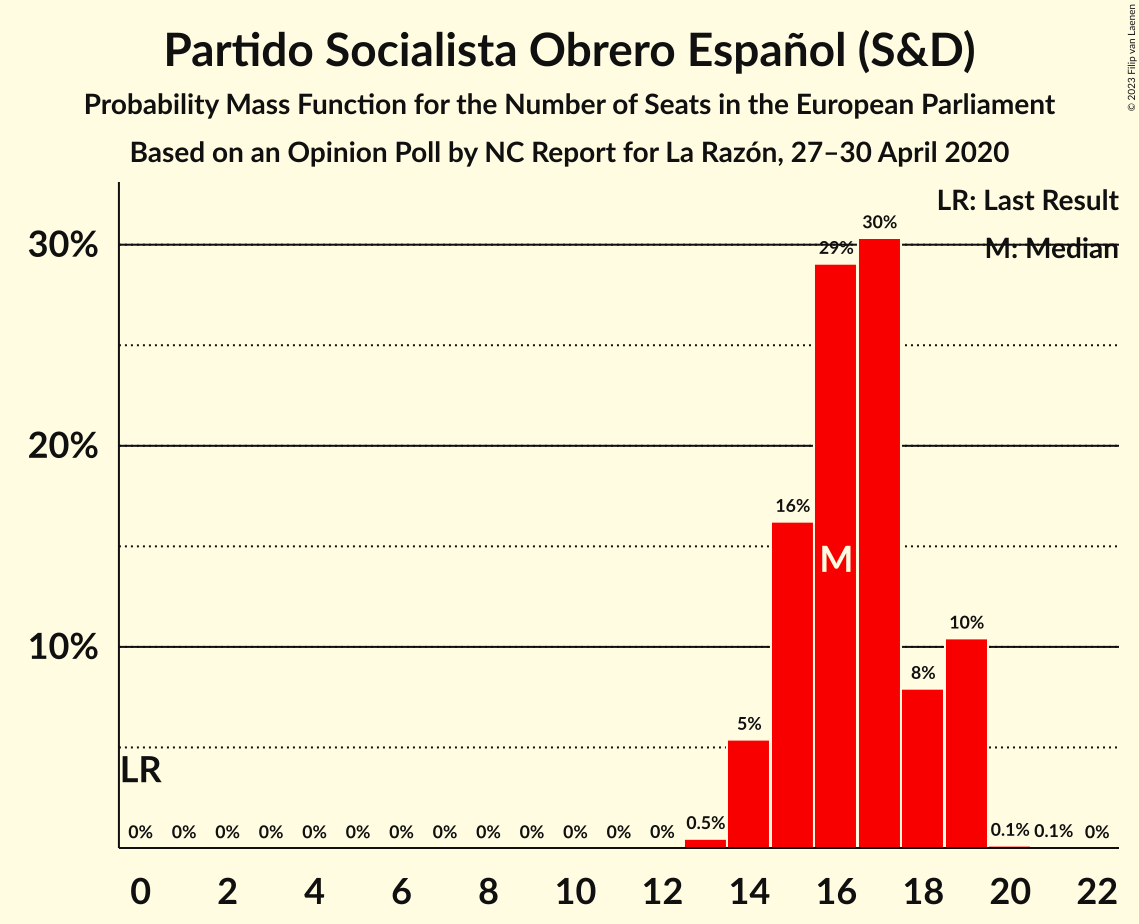 Partido Socialista Obrero Español (S&D)
Probability Mass Function for the Number of Seats in the European Parliament
Based on an Opinion Poll by NC Report for La Razón, 27–30 April 2020
© 2023 Filip van Laenen
LR: Last Result
M: Median
30%
20%
10%
30%
29%
16%
M
10%
8%
5%
LR
0% 0% 0% 0% 0% 0% 0% 0% 0% 0% 0% 0% 0% 0.5% 0.1% 0.1% 0%
0 2 4 6 8 10 12 14 16 18 20 22